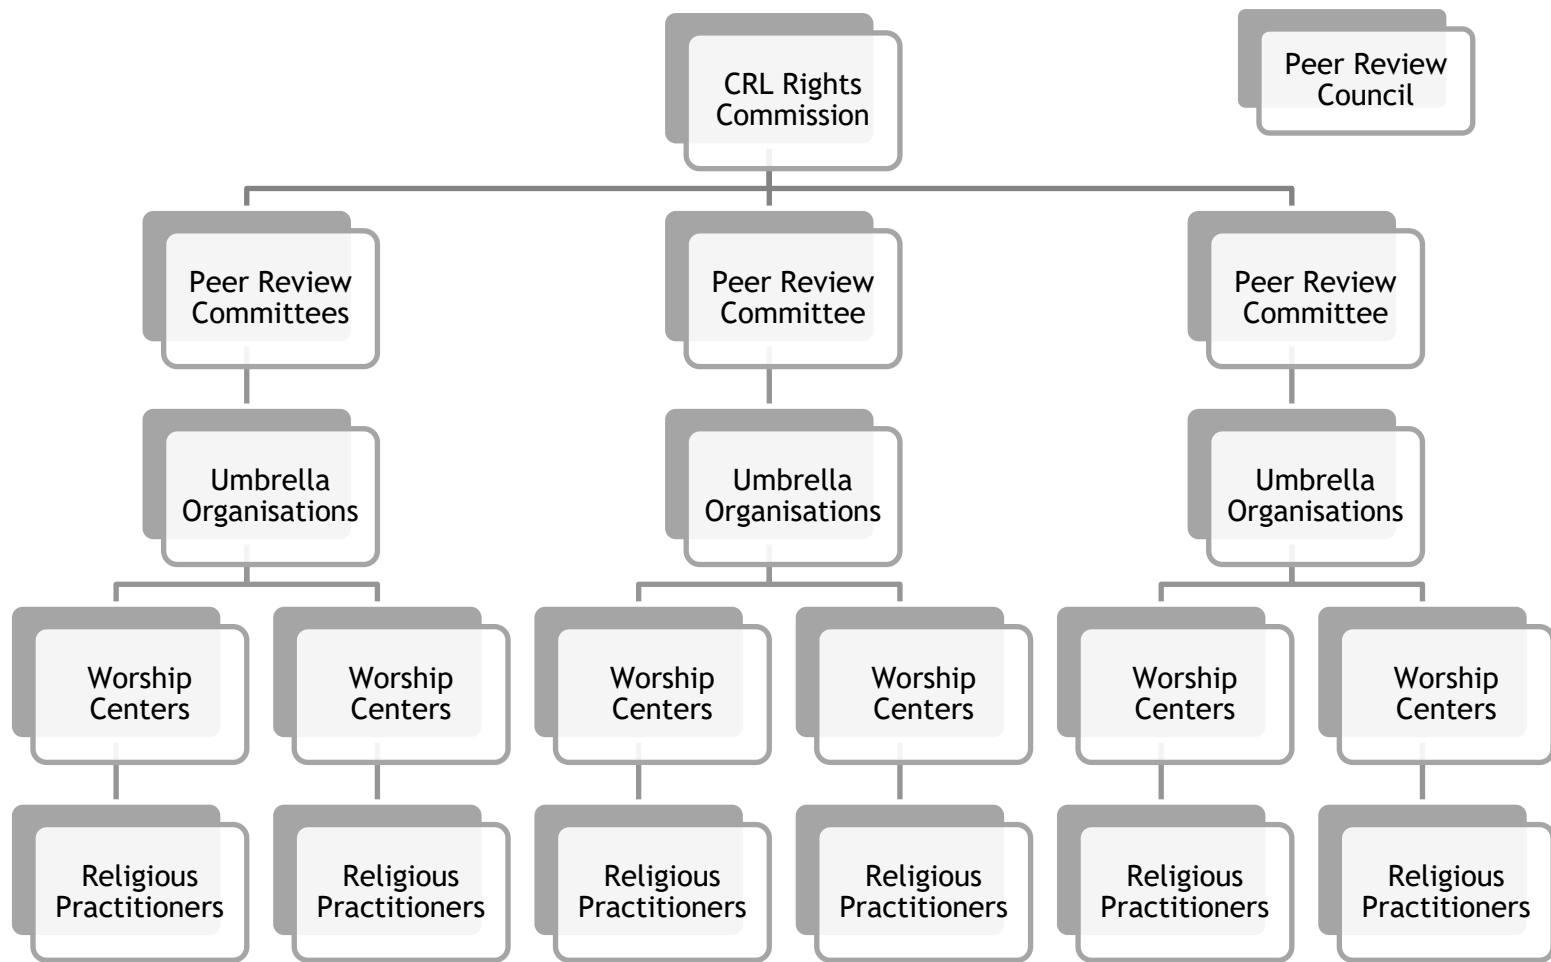 CRL Rights
Commission
Peer Review
Council
Peer Review
Committees
Peer Review
Committee
Peer Review
Committee
Umbrella
Organisations
Umbrella
Organisations
Umbrella
Organisations
Worship
Centers
Worship
Centers
Worship
Centers
Worship
Centers
Worship
Centers
Worship
Centers
Religious
Practitioners
Religious
Practitioners
Religious
Practitioners
Religious
Practitioners
Religious
Practitioners
Religious
Practitioners